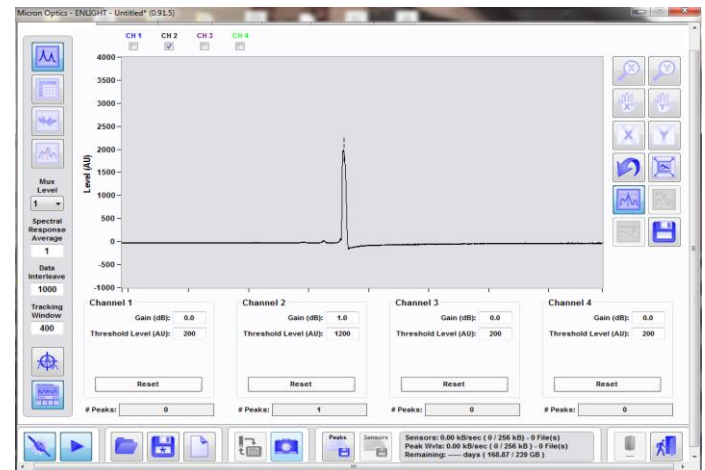 Micron Optics - ENLIGHT - Untitled* (0.91.5)
CH 1 CH 2 CH 3 CH 4
4000
3500
3000
2500
2000
1500
1000
500
0
-500
-1000
Level (AU)
Mux
Level
1
Spectral
Response
Average
1
Data
Interleave
1000
Tracking
Window
400
X Y
X Y
X Y
Channel 1
Gain (dB): 0.0
Threshold Level (AU): 200
Reset
# Peaks: 0
Channel 2
Gain (dB): 1.0
Threshold Level (AU): 1200
Reset
# Peaks: 1
Channel 3
Gain (dB): 0.0
Threshold Level (AU): 200
Reset
# Peaks: 0
Channel 4
Gain (dB): 0.0
Threshold Level (AU): 200
Reset
# Peaks: 0
Peaks Sensors
Sensors: 0.00 kB/sec ( 0 / 256 kB) - 0 File(s)
Peak Wvls: 0.00 kB/sec ( 0 / 256 kB ) - 0 File(s)
Remaining: ----- days ( 168.87 / 239 GB )